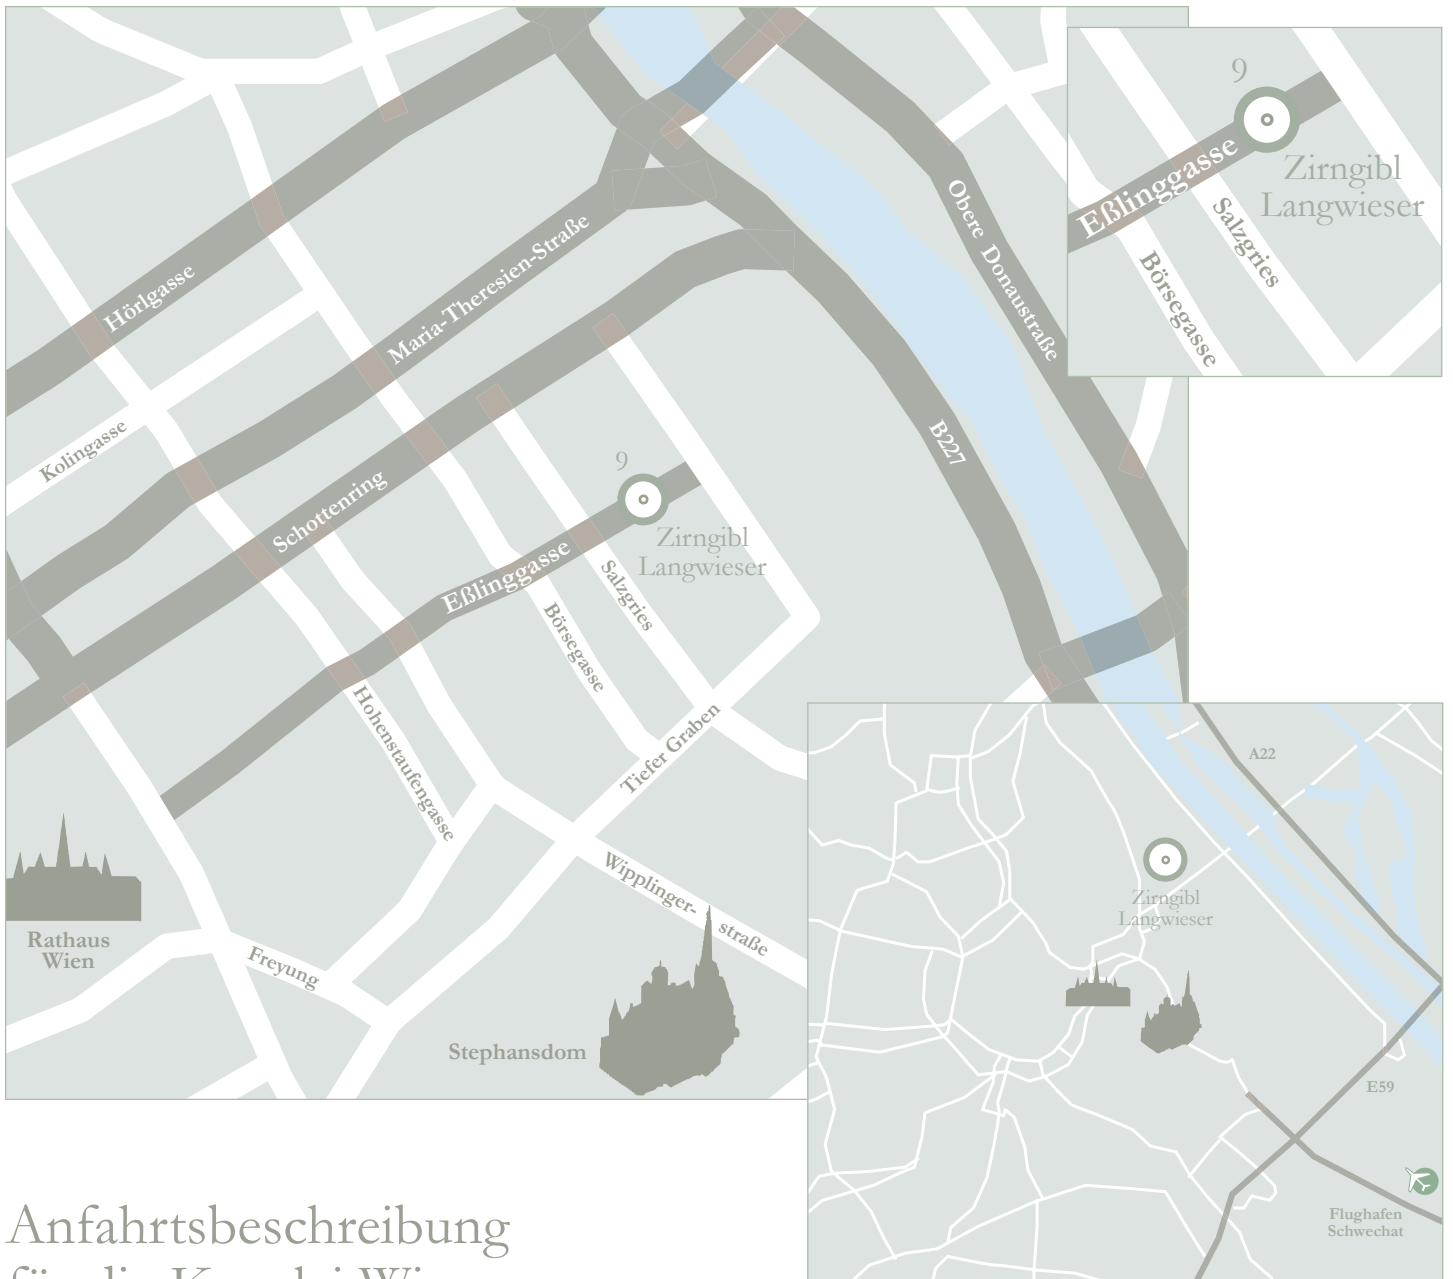 9
Zirngibl
Langwieser
Eßlinggasse
Salzgries
Börsegasse
Obere Donaustraße
Hörlgasse
Maria-Theresien-Straße
Kolingasse
Schottenring
B227
9
Zirngibl
Langwieser
Eßlinggasse
Salzgries
Börsegasse
Hohenstaufengasse
Tiefer Graben
Wipplinger-
straße
Rathaus
Wien
Freyung
Stephansdom
A22
Zirngibl
Langwieser
E59
Flughafen
Schwechat
Anfahrtsbeschreibung